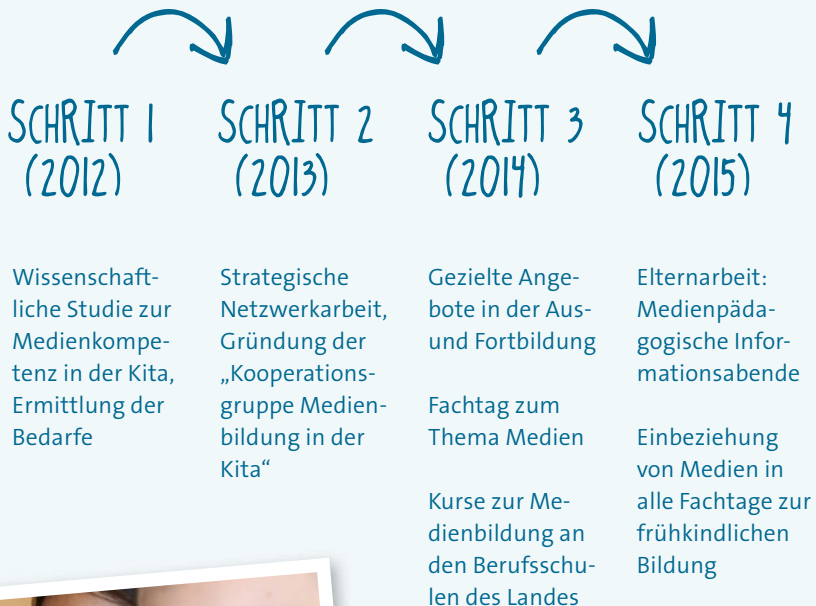 SCHRITT 1
(2012)
Wissenschaft-
liche Studie zur
Medienkompe-
tenz in der Kita,
Ermittlung der
Bedarfe
SCHRITT 2
(2013)
Strategische
Netzwerkarbeit,
Gründung der
„Kooperations-
gruppe Medien-
bildung in der
Kita“
SCHRITT 3
(2014)
Gezielte Ange-
bote in der Aus-
und Fortbildung
Fachtag zum
Thema Medien
Kurse zur Me-
dienbildung an
den Berufsschu-
len des Landes
SCHRITT 4
(2015)
Elternarbeit:
Medienpäda-
gogische Infor-
mationsabende
Einbeziehung
von Medien in
alle Fachtage zur
frühkindlichen
Bildung